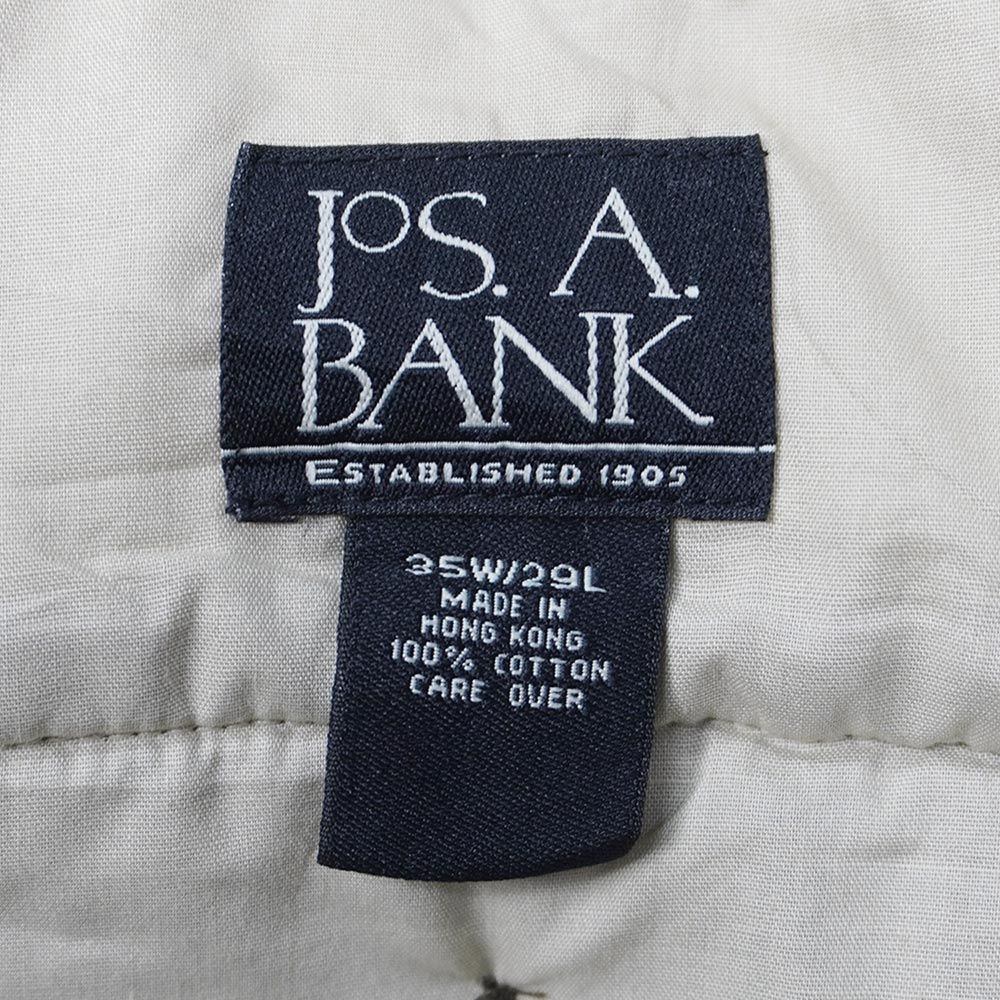 JOS. A.
BANK
ESTABLISHED 1905
35W/29L
MADE IN
HONG KONG
100% COTTON
CARE OVER